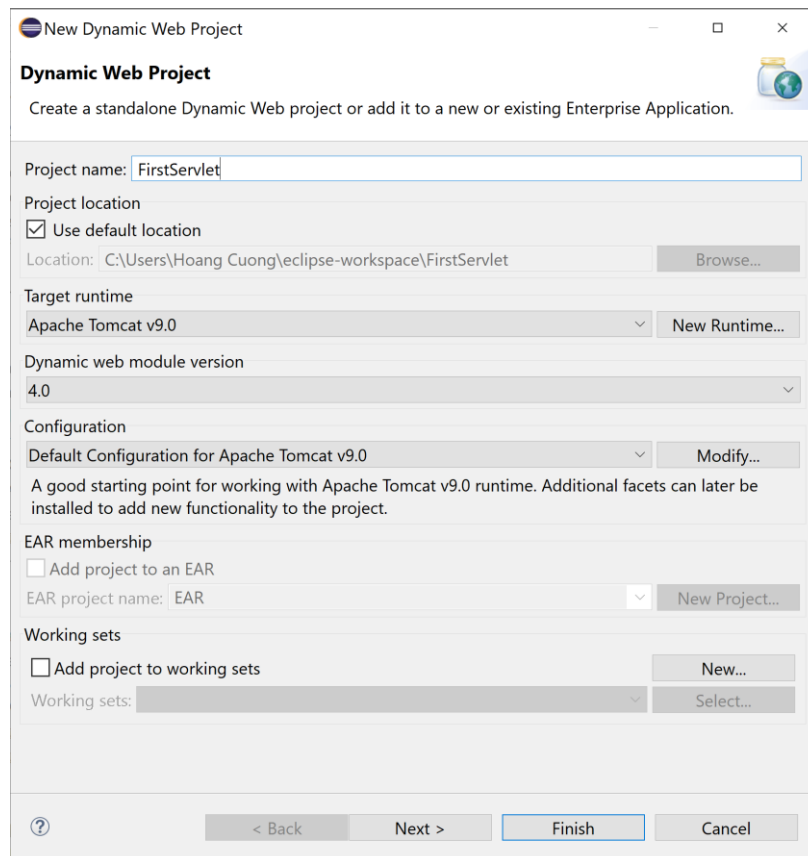 New Dynamic Web Project
Dynamic Web Project
Create a standalone Dynamic Web project or add it to a new or existing Enterprise Application.
Project name: FirstServlet
Project location
Use default location
Location: C:\Users\Hoang Cuong\eclipse-workspace\FirstServlet Browse...
Target runtime
Apache Tomcat v9.0 New Runtime...
Dynamic web module version
4.0
Configuration
Default Configuration for Apache Tomcat v9.0 Modify...
A good starting point for working with Apache Tomcat v9.0 runtime. Additional facets can later be
installed to add new functionality to the project.
EAR membership
Add project to an EAR
EAR project name: EAR New Project...
Working sets
Add project to working sets New...
Working sets: Select...
? < Back Next > Finish Cancel